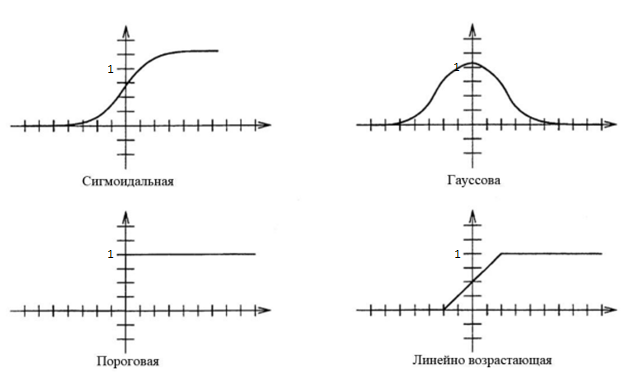 1
1
Сигмоидальная
Гауссова
1
1
Пороговая
Линейно возрастающая